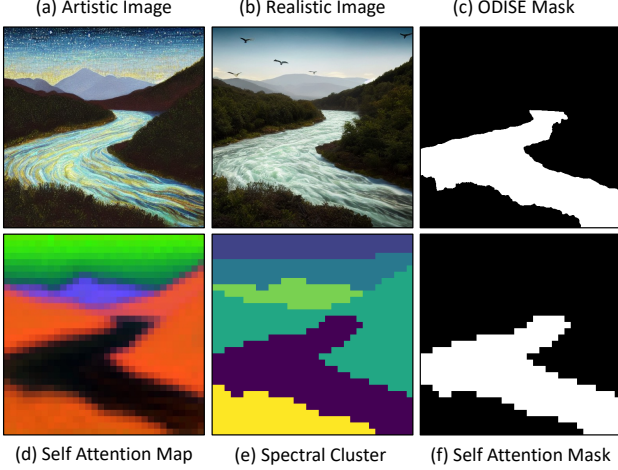 (a) Artistic Image
(b) Realistic Image
(c) ODISE Mask
(d) Self Attention Map
(e) Spectral Cluster
(f) Self Attention Mask